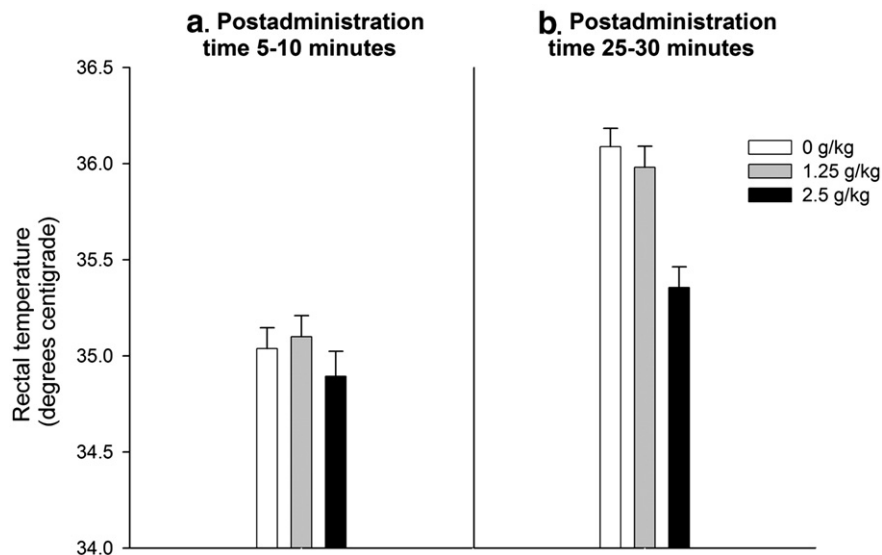 a. Postadministration
time 5-10 minutes
b. Postadministration
time 25-30 minutes
36.5
36.0
35.5
35.0
34.5
34.0
Rectal temperature
(degrees centigrade)
0 g/kg
1.25 g/kg
2.5 g/kg